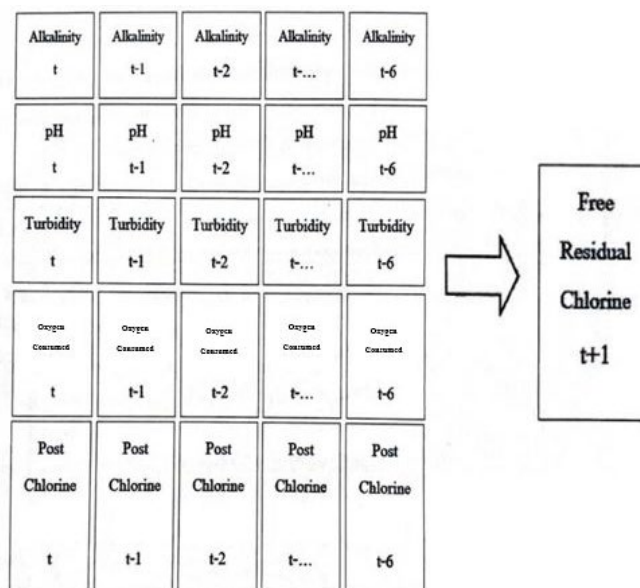 Alkalinity Alkalinity Alkalinity Alkalinity Alkalinity
t t-1 t-2 t-... t-6
pH pH pH pH pH
t t-1 t-2 t-... t-6
Turbidity Turbidity Turbidity Turbidity Turbidity
t t-1 t-2 t-... t-6
Oxygen Oxygen Oxygen Oxygen Oxygen
Consumed Consumed Consumed Consumed Consumed
t t-1 t-2 t-... t-6
Post Post Post Post Post
Chlorine Chlorine Chlorine Chlorine Chlorine
t t-1 t-2 t-... t-6
Free
Residual
Chlorine
t+1